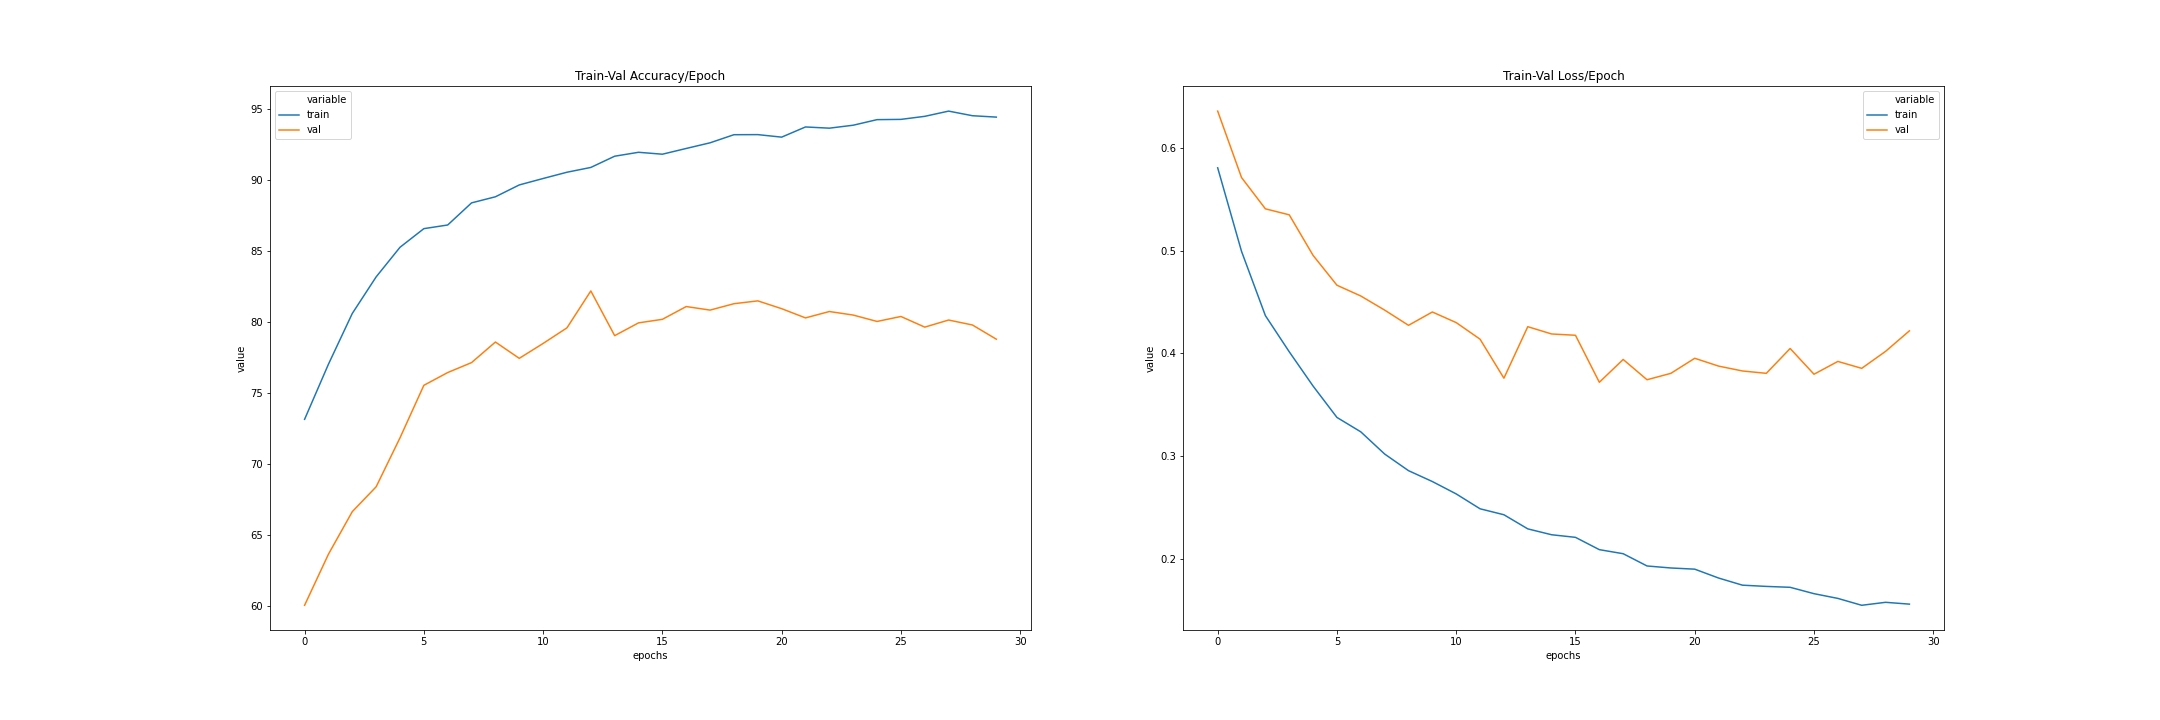 Train-Val Accuracy/Epoch
variable
train
val
95
90
85
80
75
70
65
60
value
0 5 10 15 20 25 30
epochs
Train-Val Loss/Epoch
variable
train
val
0.6
0.5
0.4
0.3
0.2
value
0 5 10 15 20 25 30
epochs